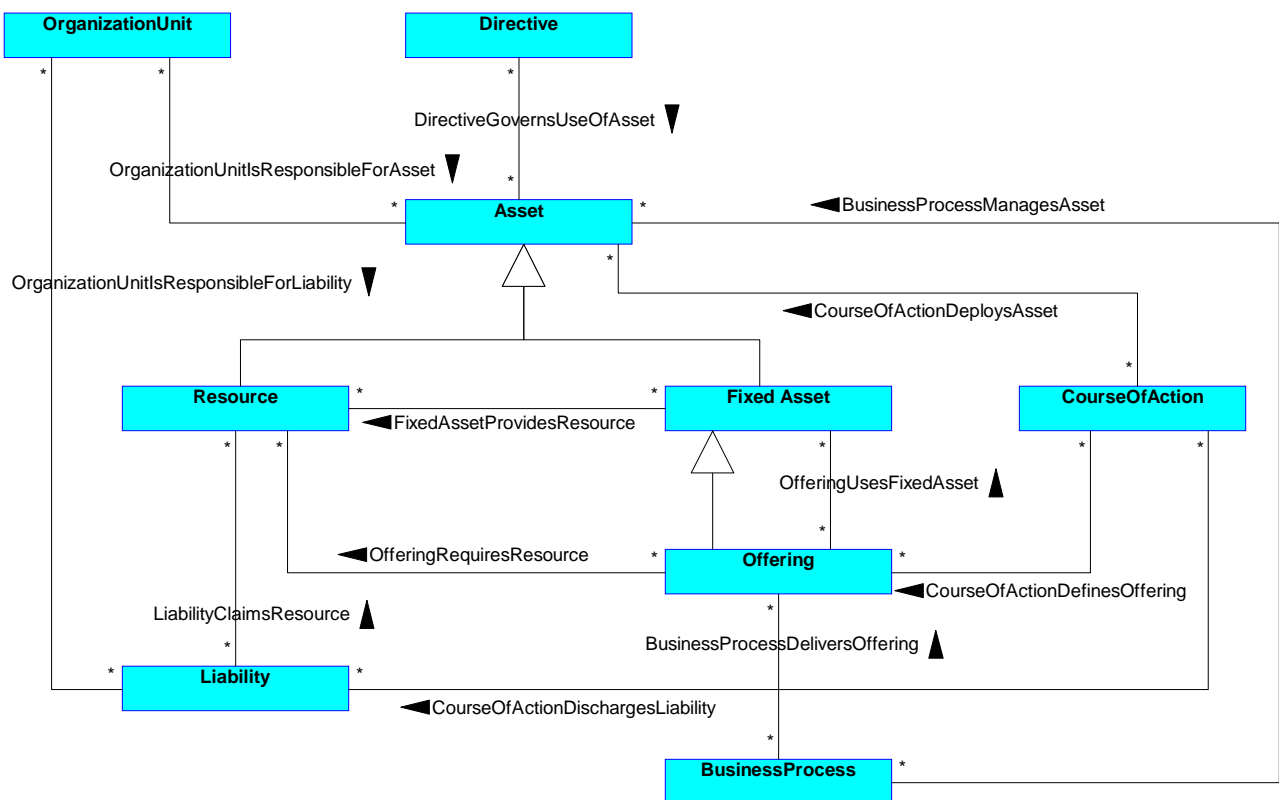 OrganizationUnit
Directive
* * *
DirectiveGovernsUseOfAsset
OrganizationUnitIsResponsibleForAsset
*
* Asset *
BusinessProcessManagesAsset
*
OrganizationUnitIsResponsibleForLiability
CourseOfActionDeploysAsset
*
Resource * * Fixed Asset CourseOfAction
FixedAssetProvidesResource
* * * * *
OfferingUsesFixedAsset
*
OfferingRequiresResource * Offering *
CourseOfActionDefinesOffering
*
LiabilityClaimsResource
BusinessProcessDeliversOffering
*
* Liability *
CourseOfActionDischargesLiability
*
BusinessProcess *